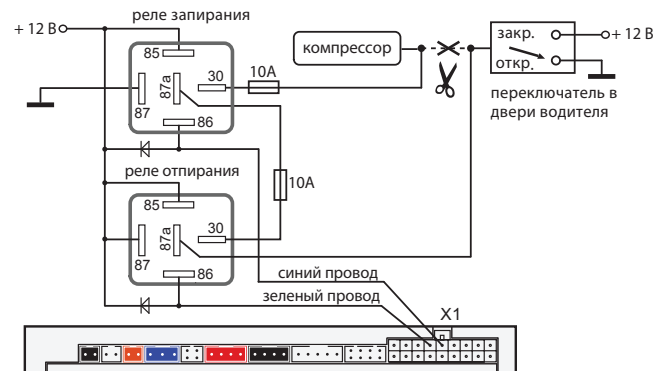 реле запирания
+ 12 В
85
30
87а
87
86
10А
компрессор
закр.
откр.
+ 12 В
переключатель в
двери водителя
реле отпирания
10А
85
30
87а
87
86
синий провод
зеленый провод
X1